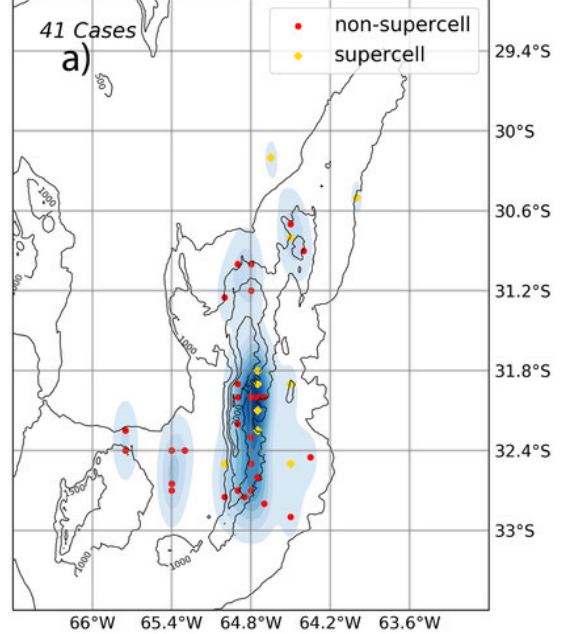 41 Cases
a)
non-supercell
supercell
29.4°S
30°S
30.6°S
31.2°S
31.8°S
32.4°S
33°S
500
1000
1000
1000
1000
66°W 65.4°W 64.8°W 64.2°W 63.6°W